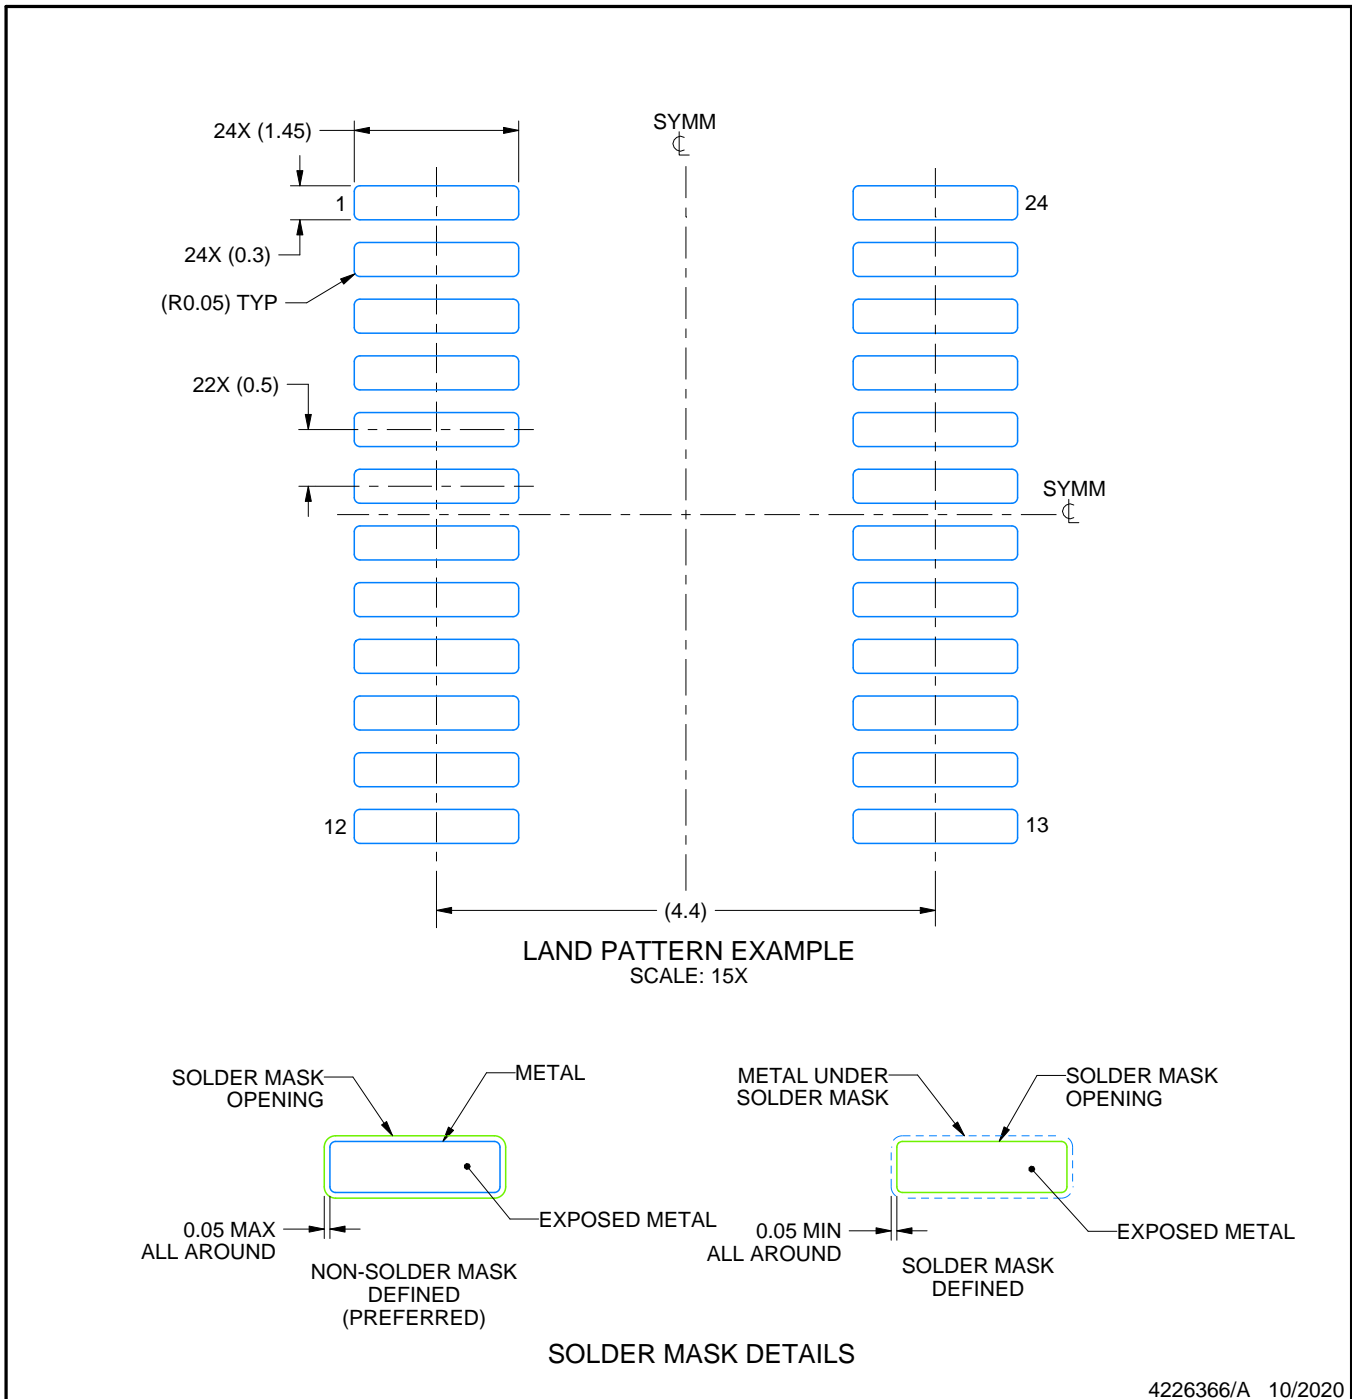 24X (1.45)
SYMM
℄
1
24
24X (0.3)
(R0.05) TYP
22X (0.5)
SYMM
℄
12
13
(4.4)
LAND PATTERN EXAMPLE
SCALE: 15X
SOLDER MASK
OPENING
METAL
EXPOSED METAL
0.05 MAX
ALL AROUND
NON-SOLDER MASK
DEFINED
(PREFERRED)
METAL UNDER
SOLDER MASK
SOLDER MASK
OPENING
EXPOSED METAL
0.05 MIN
ALL AROUND
SOLDER MASK
DEFINED
SOLDER MASK DETAILS
4226366/A 10/2020